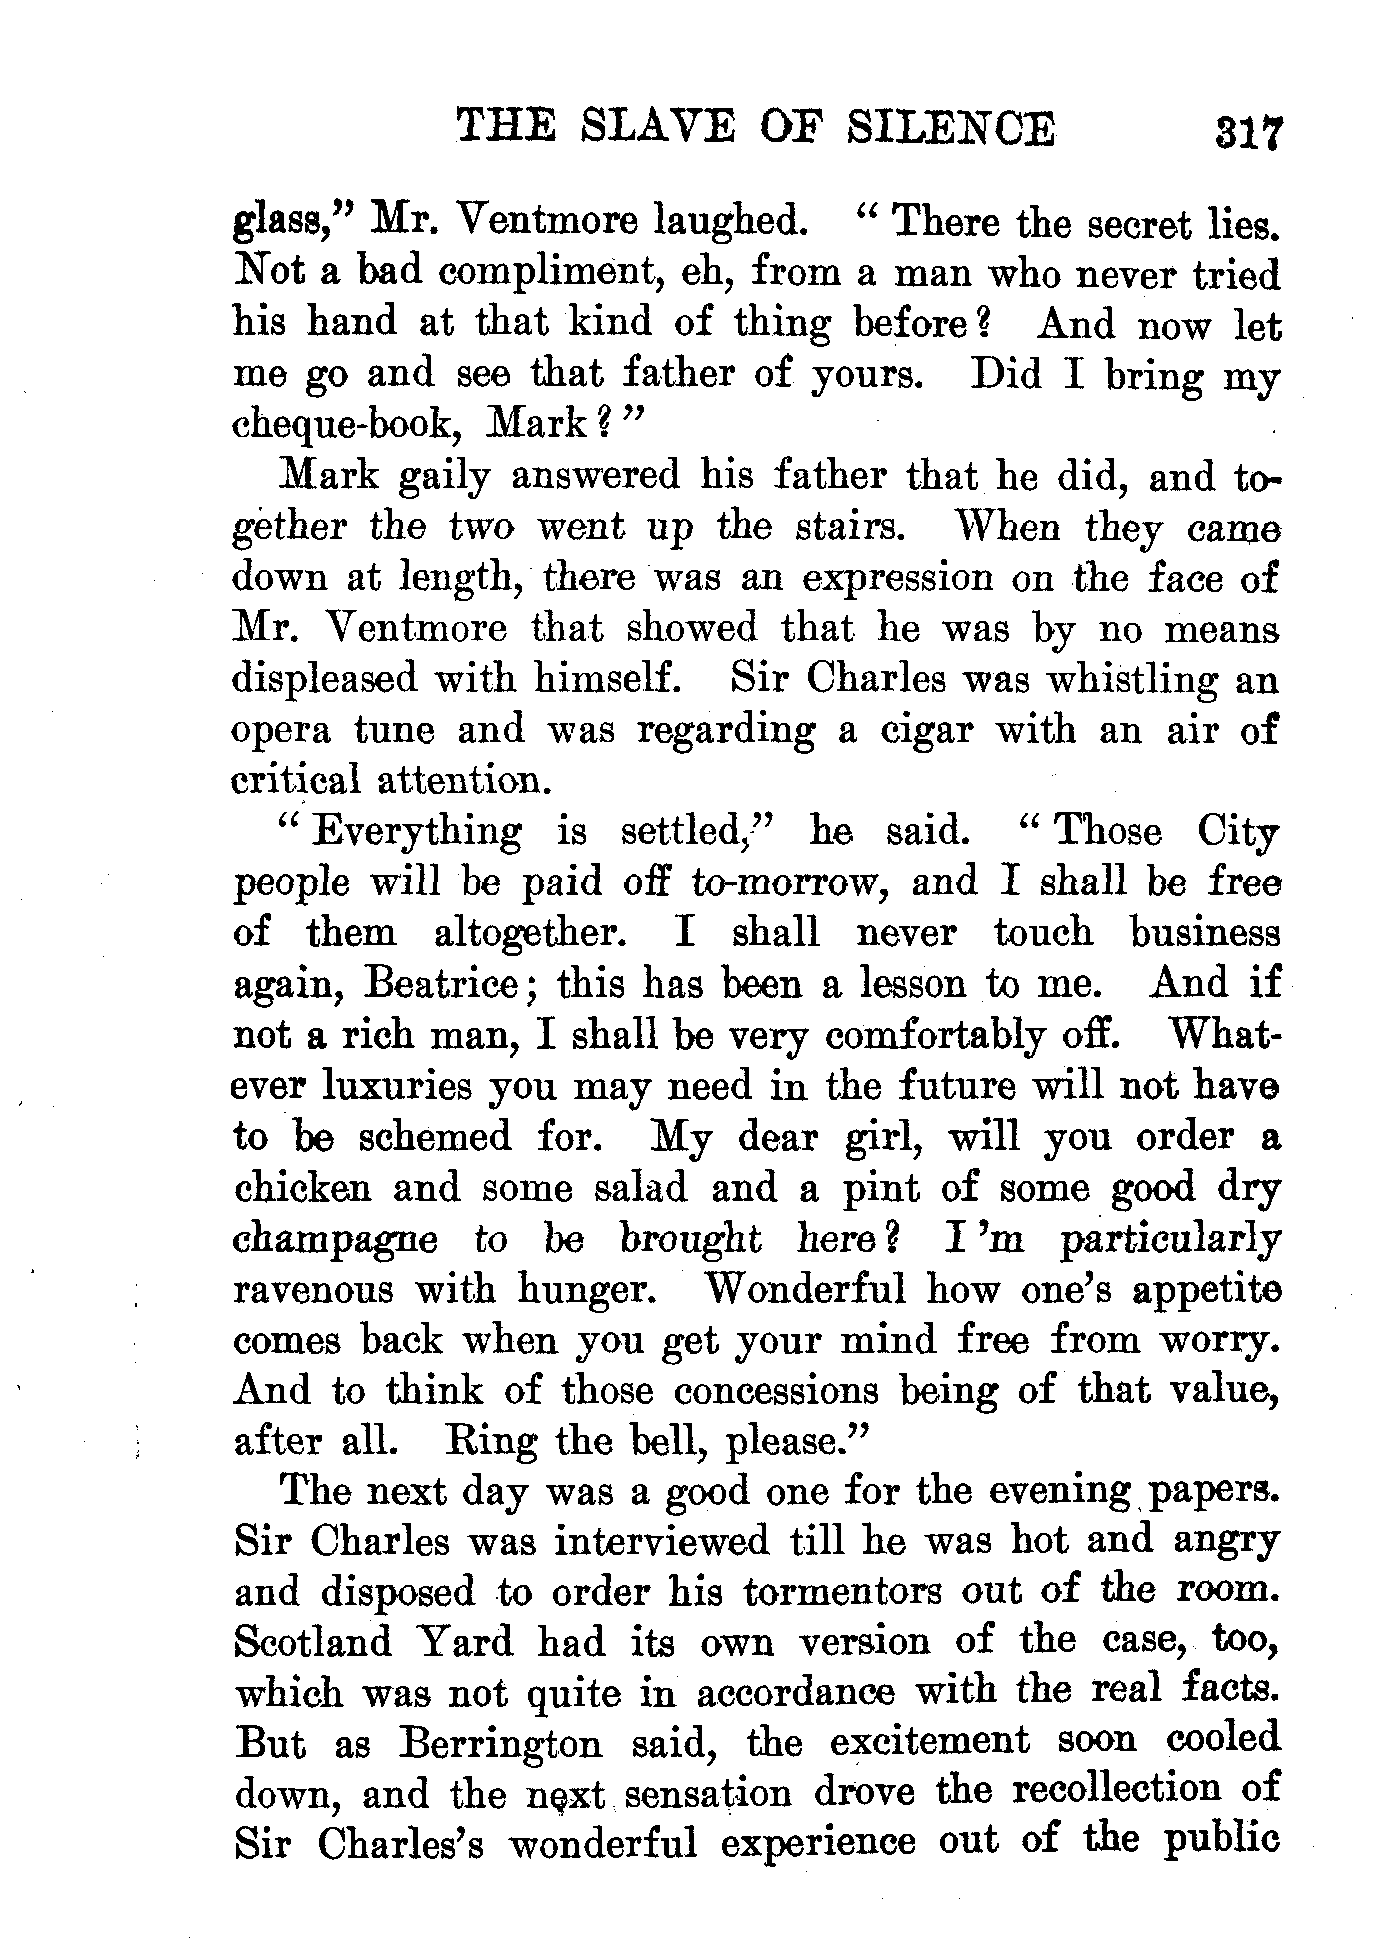 THE SLAVE OF SILENCE 317
glass,” Mr. Ventmore laughed. “ There the secret lies.
Not a bad compliment, eh, from a man who never tried
his hand at that kind of thing before? And now let
me go and see that father of yours. Did I bring my
cheque-book, Mark?”
Mark gaily answered his father that he did, and to-
gether the two went up the stairs. When they came
down at length, there was an expression on the face of
Mr. Ventmore that showed that he was by no means
displeased with himself. Sir Charles was whistling an
opera tune and was regarding a cigar with an air of
critical attention.
“ Everything is settled,” he said. “ Those City
people will be paid off to-morrow, and I shall be free
of them altogether. I shall never touch business
again, Beatrice; this has been a lesson to me. And if
not a rich man, I shall be very comfortably off. What-
ever luxuries you may need in the future will not have
to be schemed for. My dear girl, will you order a
chicken and some salad and a pint of some good dry
champagne to be brought here? I ’m particularly
ravenous with hunger. Wonderful how one’s appetite
comes back when you get your mind free from worry.
And to think of those concessions being of that value,
after all. Ring the bell, please.”
The next day was a good one for the evening papers.
Sir Charles was interviewed till he was hot and angry
and disposed to order his tormentors out of the room.
Scotland Yard had its own version of the case, too,
which was not quite in accordance with the real facts.
But as Berrington said, the excitement soon cooled
down, and the next sensation drove the recollection of
Sir Charles’s wonderful experience out of the public